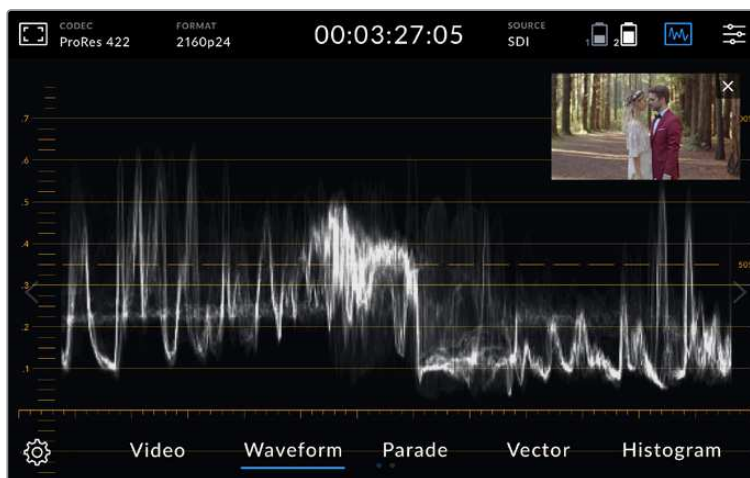 CODEC
ProRes 422
FORMAT
2160p24
00:03:27:05
SOURCE
SDI
1
2
.7
.6
.5
50%
.4
.3
.2
.1
Video
Waveform
Parade
Vector
Histogram